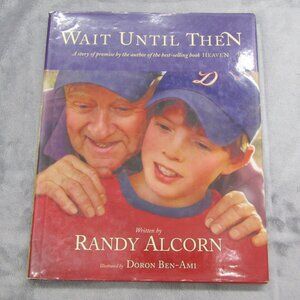 WAIT UNTIL THEN
A story of promise by the author of the best-selling book HEAVEN
D
Written by
RANDY ALCORN
Illustrated by DORON BEN-AMI